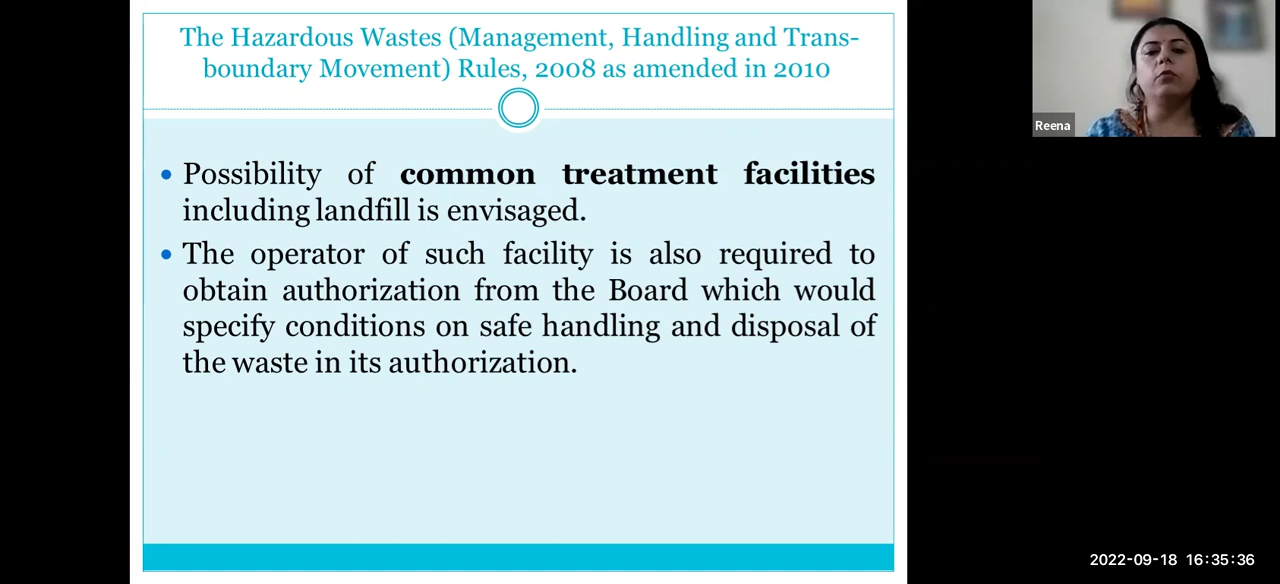 The Hazardous Wastes (Management, Handling and Trans-
boundary Movement) Rules, 2008 as amended in 2010
Possibility of common treatment facilities
including landfill is envisaged.
The operator of such facility is also required to
obtain authorization from the Board which would
specify conditions on safe handling and disposal of
the waste in its authorization.
Reena
2022-09-18 16:35:36